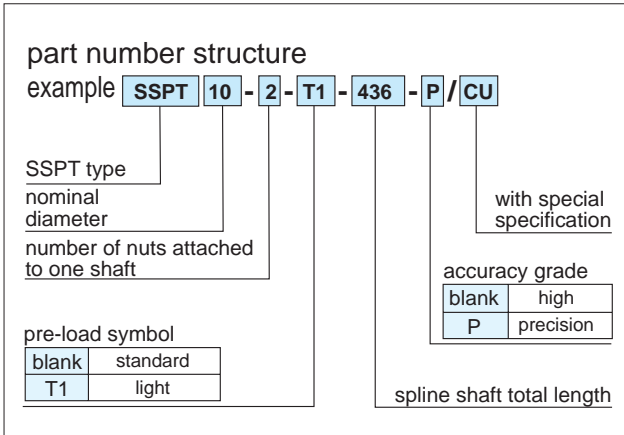 part number structure
example SSPT 10 - 2 - T1 - 436 - P / CU
SSPT type
nominal
diameter
with special
specification
number of nuts attached
to one shaft
accuracy grade
blank high
P precision
pre-load symbol
blank standard
T1 light
spline shaft total length